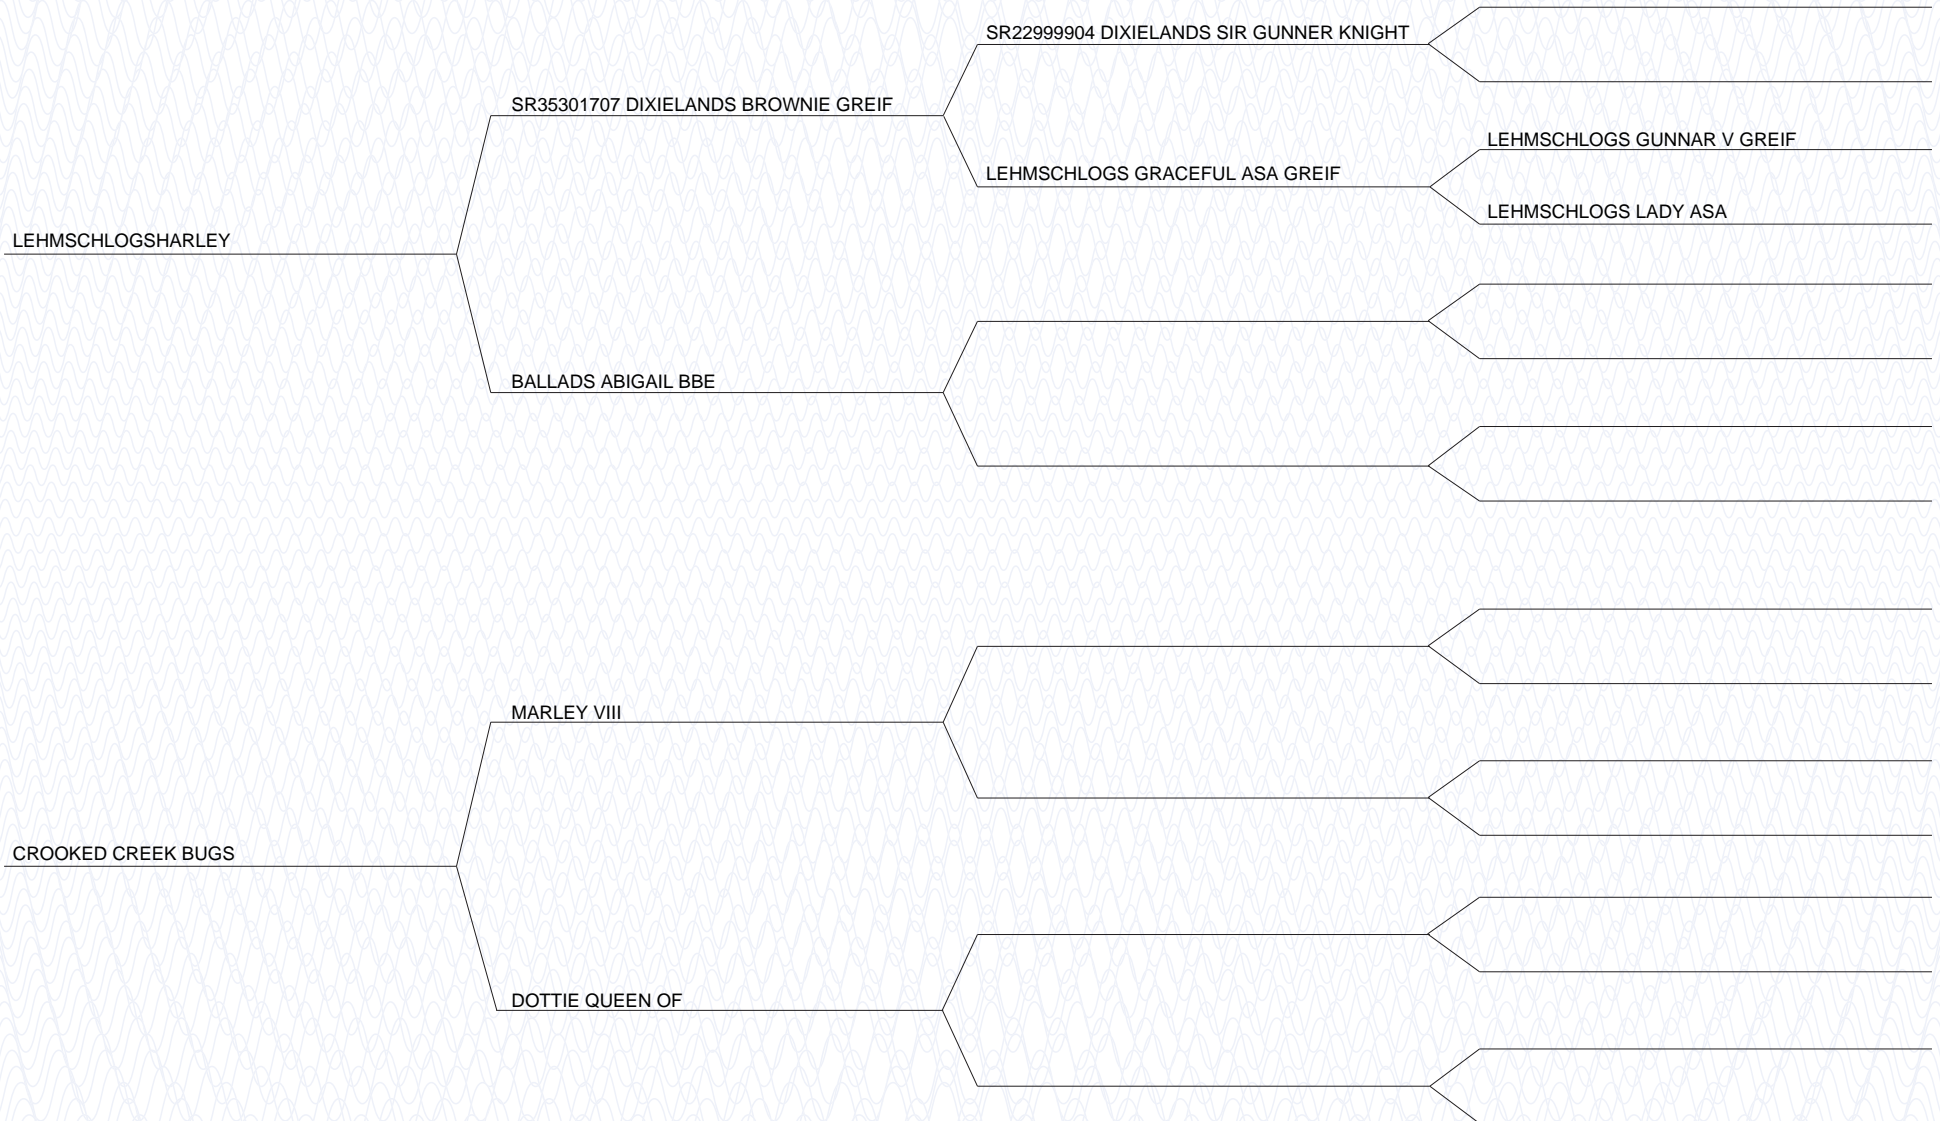 SR22999904 DIXIELANDS SIR GUNNER KNIGHT
SR35301707 DIXIELANDS BROWNIE GREIF
LEHMSCHLOGS GUNNAR V GREIF
LEHMSCHLOGS GRACEFUL ASA GREIF
LEHMSCHLOGS LADY ASA
LEHMSCHLOGSHARLEY
BALLADS ABIGAIL BBE
MARLEY VIII
CROOKED CREEK BUGS
DOTTIE QUEEN OF